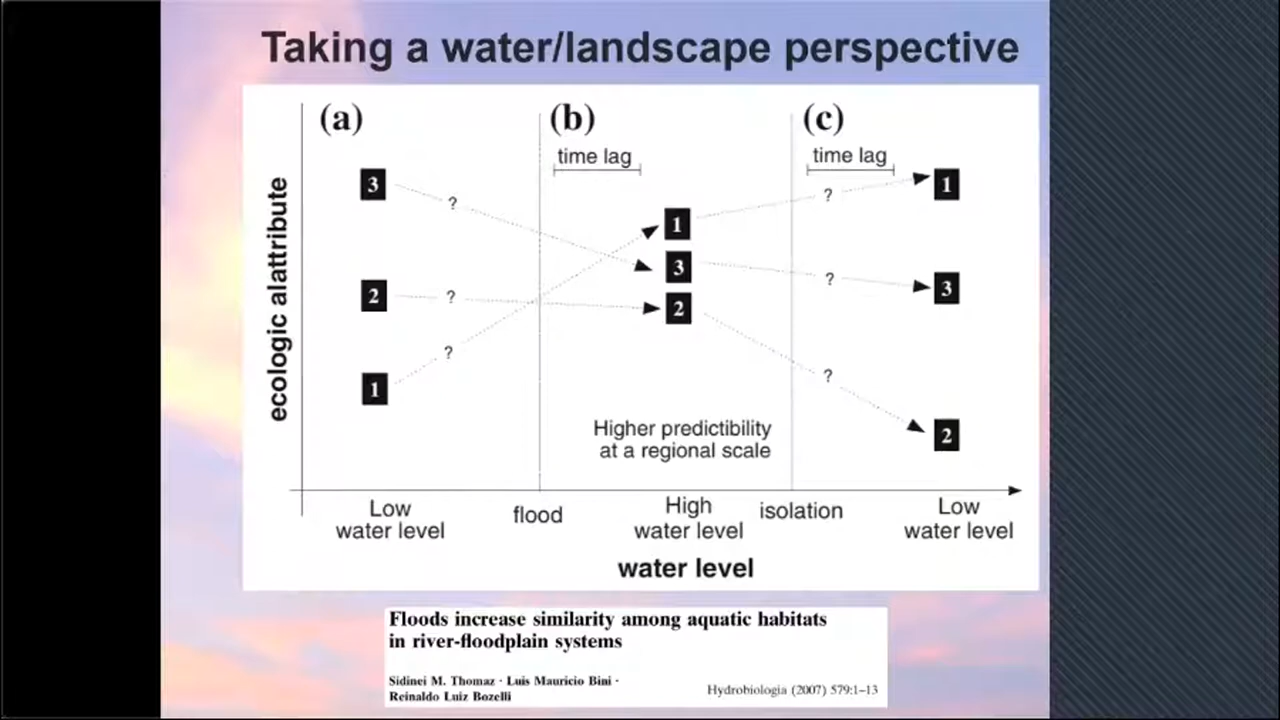 Taking a water/landscape perspective
(a)
(b)
(c)
time lag
time lag
3
?
2
?
1
?
1
3
2
?
1
?
3
?
2
ecologic alattribute
Higher predictibility
at a regional scale
Low
water level
flood
High
water level
isolation
Low
water level
water level
Floods increase similarity among aquatic habitats
in river-floodplain systems
Sidinei M. Thomaz · Luis Mauricio Bini ·
Reinaldo Luiz Bozelli
Hydrobiologia (2007) 579:1–13